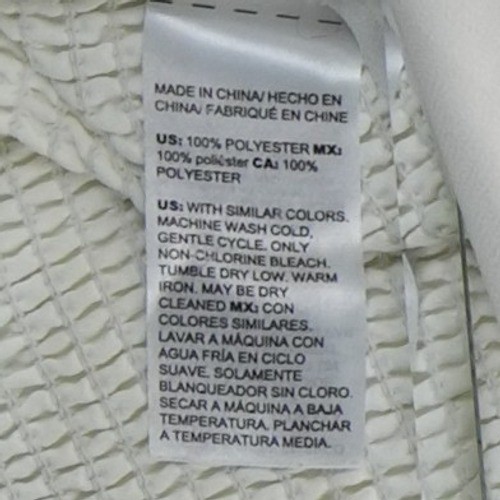 MADE IN CHINA/ HECHO EN
CHINA/ FABRIQUÉ EN CHINE
US: 100% POLYESTER MX:
100% poliéster CA: 100%
POLYESTER
US: WITH SIMILAR COLORS.
MACHINE WASH COLD,
GENTLE CYCLE. ONLY
NON-CHLORINE BLEACH.
TUMBLE DRY LOW. WARM
IRON. MAY BE DRY
CLEANED MX: CON
COLORES SIMILARES.
LAVAR A MÁQUINA CON
AGUA FRÍA EN CICLO
SUAVE. SOLAMENTE
BLANQUEADOR SIN CLORO.
SECAR A MÁQUINA A BAJA
TEMPERATURA. PLANCHAR
A TEMPERATURA MEDIA.